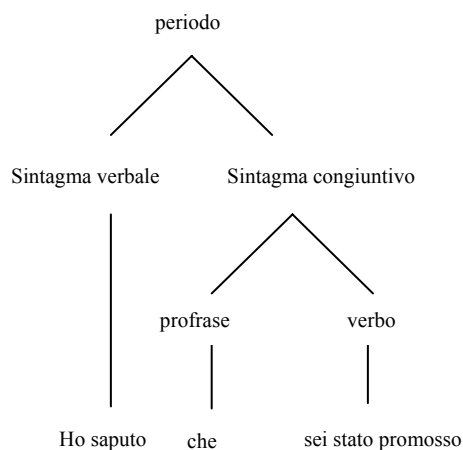 periodo
Sintagma verbale Sintagma congiuntivo
profrase verbo
Ho saputo che sei stato promosso